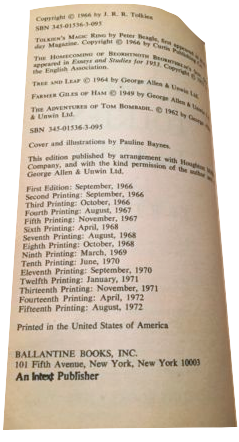 Copyright © 1966 by J. R. R. Tolkien
SBN 345-01536-3-095
TOLKIEN'S MAGIC RING by Peter Beagle, first appeared
day Magazine. Copyright © 1966 by Curtis
THE HOMECOMING OF BEORHTNOTH BEORHTHELM'S
appeared in Essays and Studies for 1953. Copyright ©
the English Association.
TREE AND LEAF © 1964 by George Allen & Unwin Ltd.
FARMER GILES OF HAM © 1949 by George Allen & Unwin
THE ADVENTURES OF TOM BOMBADIL. © 1962 by George
& Unwin Ltd.
SBN 345-01536-3-095
Cover and illustrations by Pauline Baynes.
This edition published by arrangement with Houghton
Company, and with the kind permission of the author
George Allen & Unwin Ltd.
First Edition: September, 1966
Second Printing: September, 1966
Third Printing: October, 1966
Fourth Printing: August, 1967
Fifth Printing: November, 1967
Sixth Printing: April, 1968
Seventh Printing: August, 1968
Eighth Printing: October, 1968
Ninth Printing: March, 1969
Tenth Printing: June, 1970
Eleventh Printing: September, 1970
Twelfth Printing: January, 1971
Thirteenth Printing: November, 1971
Fourteenth Printing: April, 1972
Fifteenth Printing: August, 1972
Printed in the United States of America
BALLANTINE BOOKS, INC.
101 Fifth Avenue, New York, New York 10003
An Intext Publisher